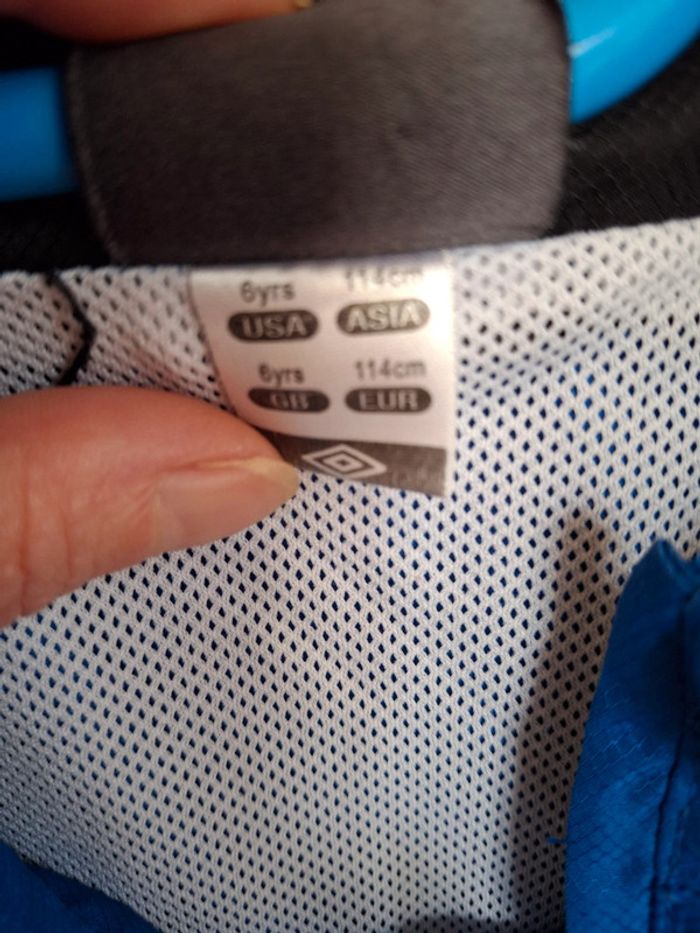 6yrs 114cm
USA ASIA
6yrs 114cm
GB EUR